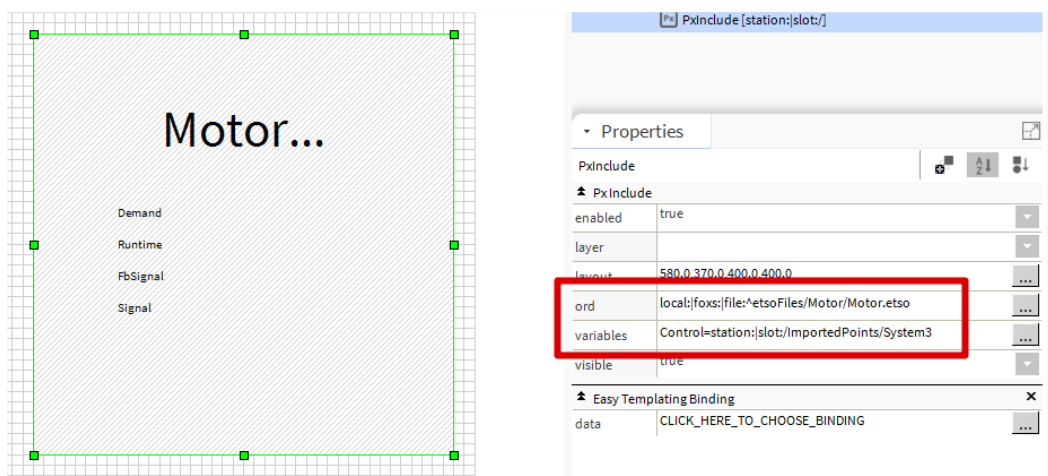 PxInclude [station:|slot:/]
Motor...
Demand
Runtime
FbSignal
Signal
Properties
PxInclude
PxInclude
enabled true
layer
layout 580.0,370.0,400.0,400.0
ord local:|foxs:|file:^etsoFiles/Motor/Motor.etso
variables Control=station:|slot:/ImportedPoints/System3
visible true
Easy Templating Binding
data CLICK_HERE_TO_CHOOSE_BINDING